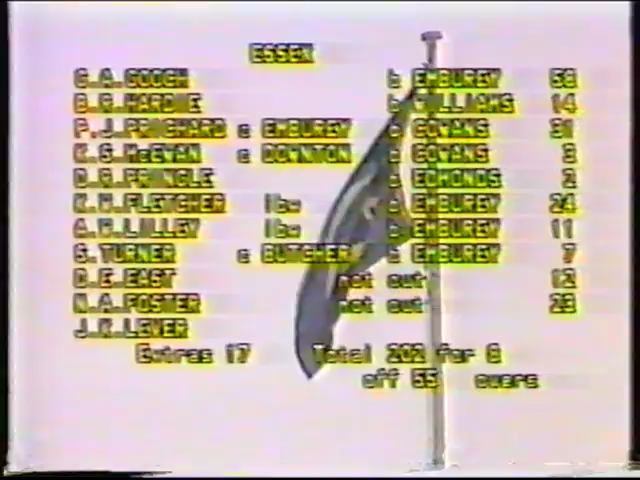 ESSEX
G.A.GOOCH b EMBUREY 58
B.R.HARDIE b WILLIAMS 14
P.J.PRICHARD c EMBUREY b COWANS 31
K.S.McEWAN c DOWNTON b COWANS 3
D.R.PRINGLE b EDMONDS 2
K.W.FLETCHER lbw b EMBUREY 24
A.W.LILLEY lbw b EMBUREY 11
S.TURNER c BUTCHER b EMBUREY 7
D.E.EAST not out 12
N.A.FOSTER not out 23
J.K.LEVER
Extras 17 Total 202 for 8
off 55 overs